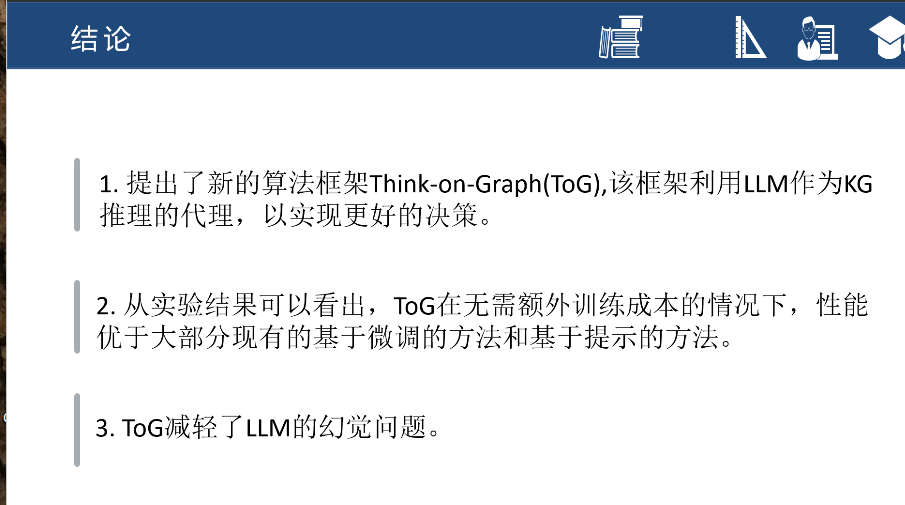 结论
1. 提出了新的算法框架Think-on-Graph(ToG),该框架利用LLM作为KG
推理的代理，以实现更好的决策。
2. 从实验结果可以看出，ToG在无需额外训练成本的情况下，性能
优于大部分现有的基于微调的方法和基于提示的方法。
3. ToG减轻了LLM的幻觉问题。